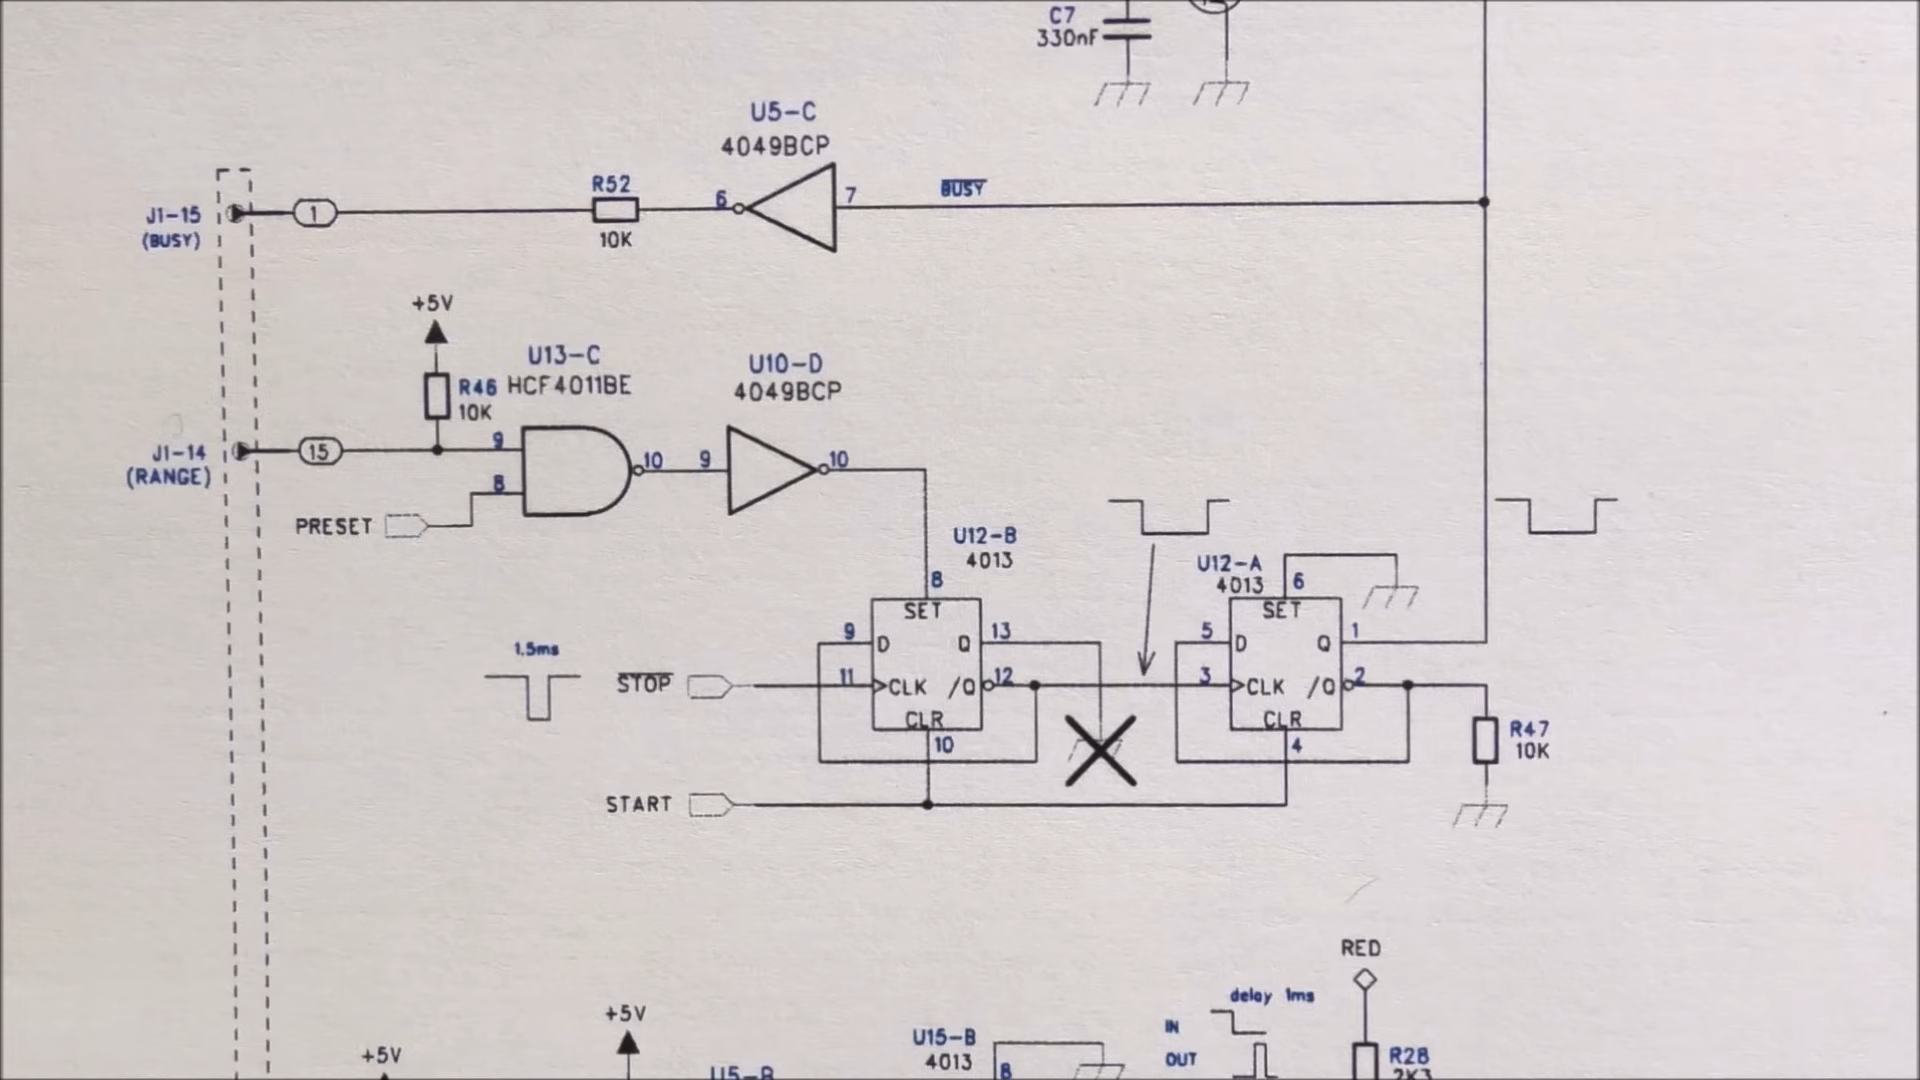 C7
330nF
U5-C
4049BCP
R52
10K
6
7
BUSY
J1-15
(BUSY)
1
+5V
R46
10K
U13-C
HCF4011BE
U10-D
4049BCP
J1-14
(RANGE)
15
9
8
10
9
10
PRESET
U12-B
4013
8
SET
9
D
Q
13
11
CLK
/Q
12
CLR
10
1.5ms
STOP
START
U12-A
4013
6
SET
5
D
Q
1
3
CLK
/Q
2
CLR
4
R47
10K
RED
delay 1ms
IN
OUT
R28
2K3
+5V
+5V
U5-B
U15-B
4013
8